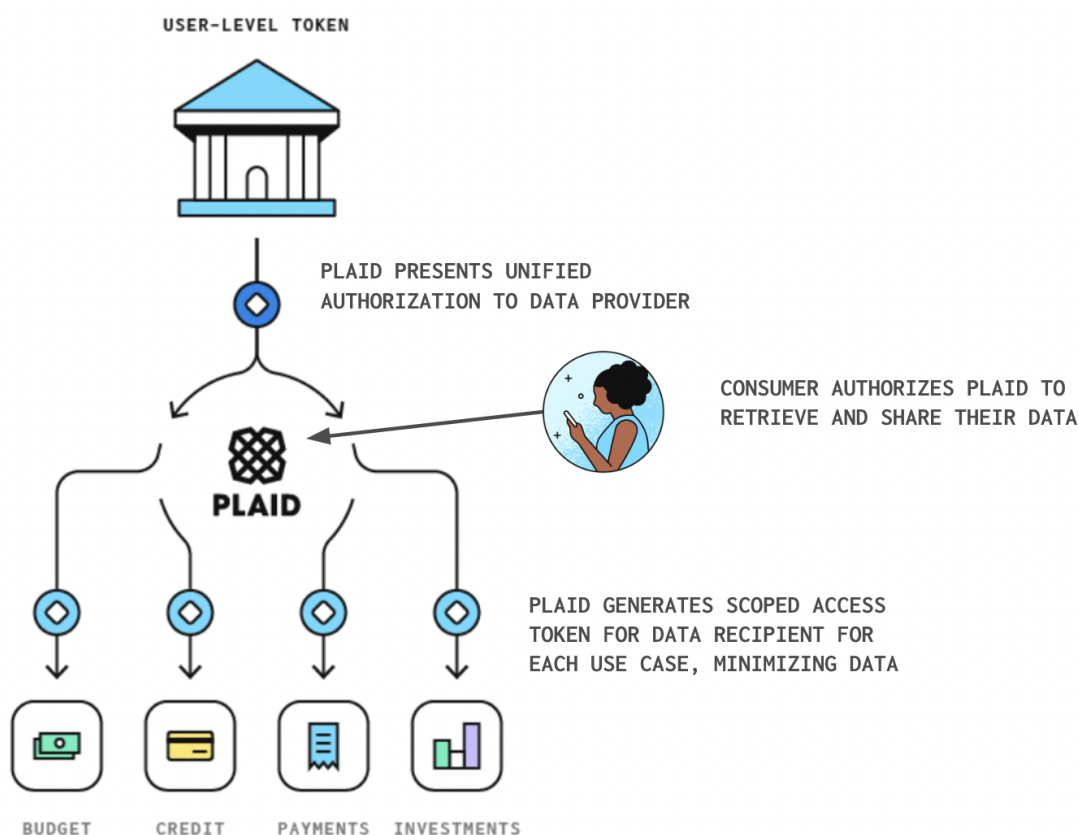 USER-LEVEL TOKEN
PLAID PRESENTS UNIFIED
AUTHORIZATION TO DATA PROVIDER
CONSUMER AUTHORIZES PLAID TO
RETRIEVE AND SHARE THEIR DATA
PLAID
PLAID GENERATES SCOPED ACCESS
TOKEN FOR DATA RECIPIENT FOR
EACH USE CASE, MINIMIZING DATA
BUDGET
CREDIT
PAYMENTS
INVESTMENTS